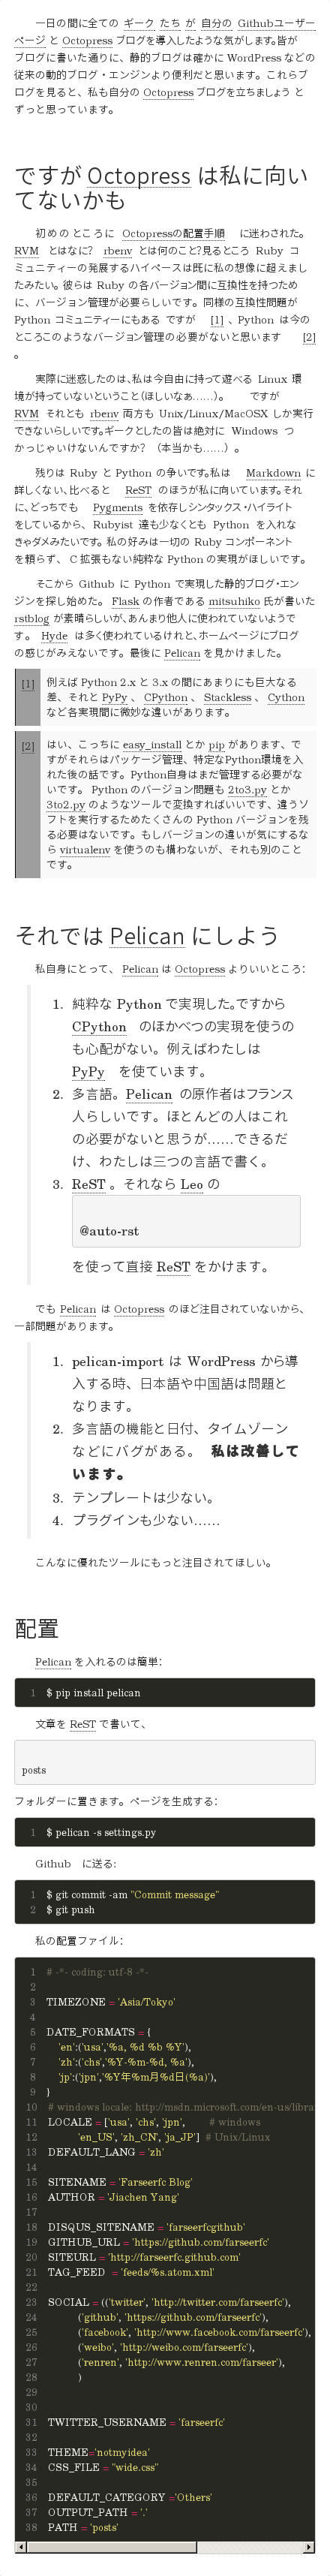 一日の間に全ての ギーク たち が 自分の Githubユーザー
ページ と Octopress ブログを導入したような気がします。皆が
ブログに書いた通りに、静的ブログは確かに WordPress などの
従来の動的ブログ・エンジンより便利だと思います。これらブ
ログを見ると、私も自分の Octopress ブログを立ちましょう と
ずっと思っています。
ですが Octopress は私に向い
てないかも
初めの ところに Octopressの配置手順 に迷わされた。
RVM とはなに？ rbenv とは何のこと？見るところ Ruby コ
ミュニティーの発展するハイペースは既に私の想像に超えまし
たみたい。彼らは Ruby の各バージョン間に互換性を持つため
に、バージョン管理が必要らしいです。同様の互換性問題が
Python コミュニティーにもある ですが [1] 、Python は今の
ところこのようなバージョン管理の必要がないと思います [2]
。
実際に迷惑したのは、私は今自由に持って遊べる Linux 環
境が持っていないということ（ほしいなあ……）。 ですが
RVM それとも rbenv 両方も Unix/Linux/MacOSX しか実行
できないらしいです。ギークとしたの皆は絶対に Windows つ
かっじゃいけないんですか？ （本当かも……）。
残りは Ruby と Python の争いです。私は Markdown に
詳しくない、比べると ReST のほうが私に向いています。それ
に、どっちでも Pygments を依存しシンタックス・ハイライト
をしているから、 Rubyist 達も少なくとも Python を入れな
きゃダメみたいです。私の好みは一切の Ruby コンポーネント
を頼らず、 C 拡張もない純粋な Python の実現がほしいです。
そこから Github に Python で実現した静的ブログ・エン
ジンを探し始めた。 Flask の作者である mitsuhiko 氏が書いた
rstblog が素晴らしいが、あんまり他人に使われていないようで
す。 Hyde は多く使われているけれと、ホームページにブログ
の感じがみえないです。最後に Pelican を見かけました。
[1] 例えば Python 2.x と 3.x の間にあまりにも巨大なる
差、それと PyPy 、 CPython 、 Stackless 、 Cython
など各実現間に微妙な違いがあります。
[2] はい、こっちに easy_install とか pip があります、で
すがそれらはパッケージ管理、特定なPython環境を入
れた後の話です。Python自身はまだ管理する必要がな
いです。 Python のバージョン問題も 2to3.py とか
3to2.py のようなツールで変換すればいいです、違うソ
フトを実行するためたくさんの Python バージョンを残
る必要はないです。もしバージョンの違いが気にするな
ら virtualenv を使うのも構わないが、それも別のこと
です。
それでは Pelican にしよう
私自身にとって、 Pelican は Octopress よりいいところ：
1. 純粋な Python で実現した。ですから
CPython のほかべつの実現を使うの
も心配がない。例えばわたしは
PyPy を使ています。
2. 多言語。Pelican の原作者はフランス
人らしいです。ほとんどの人はこれ
の必要がないと思うが……できるだ
け、わたしは三つの言語で書く。
3. ReST 。それなら Leo の
@auto-rst
を使って直接 ReST をかけます。
でも Pelican は Octopress のほど注目されていないから、
一部問題があります。
1. pelican-import は WordPress から導
入する時、日本語や中国語は問題と
なります。
2. 多言語の機能と日付、タイムゾーン
などにバグがある。 私は改善して
います。
3. テンプレートは少ない。
4. プラグインも少ない……
こんなに優れたツールにもっと注目されてほしい。
配置
Pelican を入れるのは簡単：
1 $ pip install pelican
文章を ReST で書いて、
posts
フォルダーに置きます。ページを生成する：
1 $ pelican -s settings.py
Github に送る：
1 $ git commit -am "Commit message"
2 $ git push
私の配置ファイル：
1 # -*- coding: utf-8 -*-
2
3 TIMEZONE = 'Asia/Tokyo'
4
5 DATE_FORMATS = {
6 'en':('usa','%a, %d %b %Y'),
7 'zh':('chs','%Y-%m-%d, %a'),
8 'jp':('jpn','%Y年%m月%d日(%a)'),
9 }
10 # windows locale: http://msdn.microsoft.com/en-us/libra
11 LOCALE = ['usa', 'chs', 'jpn', # windows
12 'en_US', 'zh_CN', 'ja_JP'] # Unix/Linux
13 DEFAULT_LANG = 'zh'
14
15 SITENAME = 'Farseerfc Blog'
16 AUTHOR = 'Jiachen Yang'
17
18 DISQUS_SITENAME = 'farseerfcgithub'
19 GITHUB_URL = 'https://github.com/farseerfc'
20 SITEURL = 'http://farseerfc.github.com'
21 TAG_FEED = 'feeds/%s.atom.xml'
22
23 SOCIAL = (('twitter', 'http://twitter.com/farseerfc'),
24 ('github', 'https://github.com/farseerfc'),
25 ('facebook', 'http://www.facebook.com/farseerfc'),
26 ('weibo', 'http://weibo.com/farseerfc'),
27 ('renren', 'http://www.renren.com/farseer'),
28 )
29
30
31 TWITTER_USERNAME = 'farseerfc'
32
33 THEME='notmyidea'
34 CSS_FILE = "wide.css"
35
36 DEFAULT_CATEGORY ='Others'
37 OUTPUT_PATH = '.'
38 PATH = 'posts'